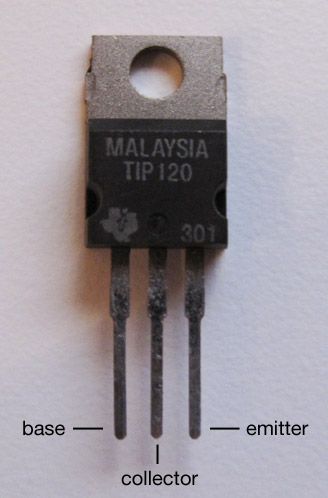 MALAYSIA
TIP120
301
base
emitter
collector